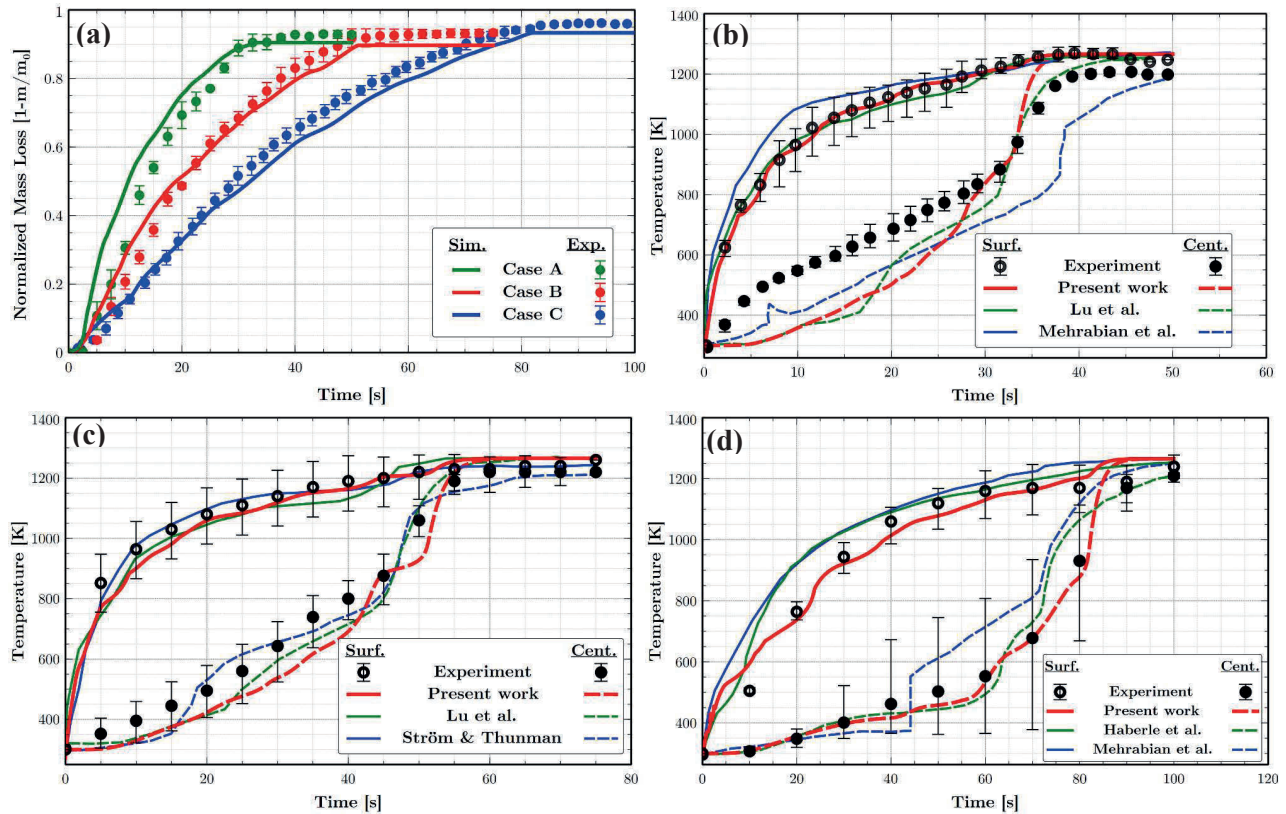 (a)
Normalized Mass Loss [1-m/m0]
1
0.8
0.6
0.4
0.2
0
0 20 40 60 80 100
Time [s]
Sim. Exp.
Case A
Case B
Case C
(b)
Temperature [K]
1400
1200
1000
800
600
400
0 10 20 30 40 50 60
Time [s]
Surf. Cent.
Experiment
Present work
Lu et al.
Mehrabian et al.
(c)
Temperature [K]
1400
1200
1000
800
600
400
0 20 40 60 80
Time [s]
Surf. Cent.
Experiment
Present work
Lu et al.
Ström & Thunman
(d)
Temperature [K]
1400
1200
1000
800
600
400
0 20 40 60 80 100 120
Time [s]
Surf. Cent.
Experiment
Present work
Haberle et al.
Mehrabian et al.